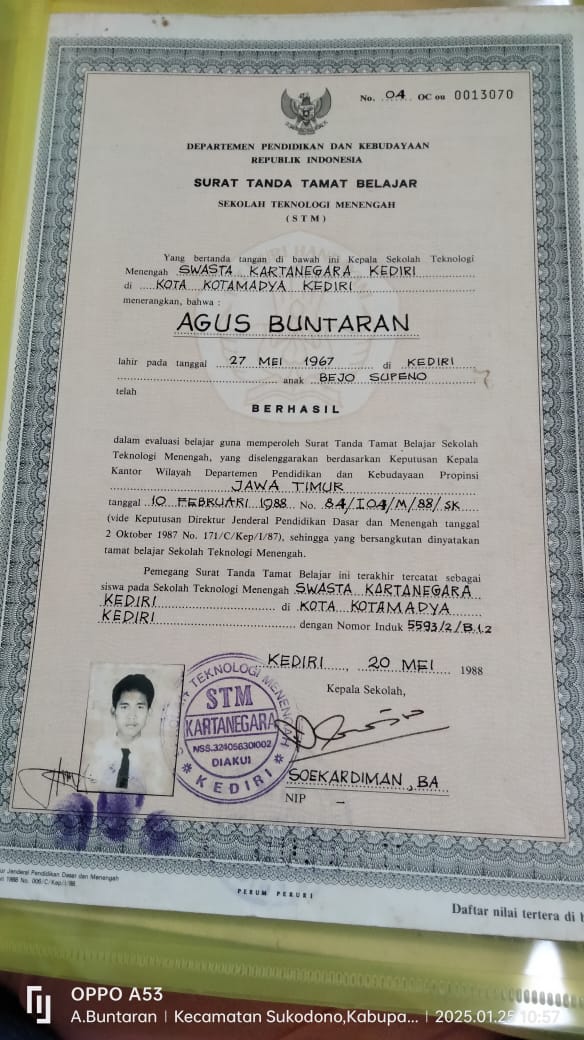 No. 04 OC ou 0013070
DEPARTEMEN PENDIDIKAN DAN KEBUDAYAAN
REPUBLIK INDONESIA
SURAT TANDA TAMAT BELAJAR
SEKOLAH TEKNOLOGI MENENGAH
(STM)
Yang bertanda tangan di bawah ini Kepala Sekolah Teknologi
Menengah SWASTA KARTANEGARA KEDIRI
di KOTA KOTAMADYA KEDIRI
menerangkan, bahwa :
AGUS BUNTARAN
lahir pada tanggal 27 MEI 1967 di KEDIRI
anak BEJO SUPENO
telah
BERHASIL
dalam evaluasi belajar guna memperoleh Surat Tanda Tamat Belajar Sekolah
Teknologi Menengah, yang diselenggarakan berdasarkan Keputusan Kepala
Kantor Wilayah Departemen Pendidikan dan Kebudayaan Propinsi
JAWA TIMUR
tanggal 10 FEBRUARI 1988 No. 84/I04/M/88/SK
(vide Keputusan Direktur Jenderal Pendidikan Dasar dan Menengah tanggal
2 Oktober 1987 No. 171/C/Kep/I/87), sehingga yang bersangkutan dinyatakan
tamat belajar Sekolah Teknologi Menengah.
Pemegang Surat Tanda Tamat Belajar ini terakhir tercatat sebagai
siswa pada Sekolah Teknologi Menengah SWASTA KARTANEGARA
KEDIRI di KOTA KOTAMADYA
KEDIRI dengan Nomor Induk 5593/2/B.1.2
KEDIRI, 20 MEI 1988
Kepala Sekolah,
TEKNOLOGI MENENGAH
STM
KARTANEGARA
NSS.324056301002
DIAKUI
KEDIRI
SOEKARDIMAN, BA
NIP –
Jenderal Pendidikan Dasar dan Menengah
1988 No. 006/C/Kep/I/88
PERUM PERURI
Daftar nilai tertera di b
OPPO A53
A.Buntaran | Kecamatan Sukodono,Kabupa... | 2025.01.25 10:57